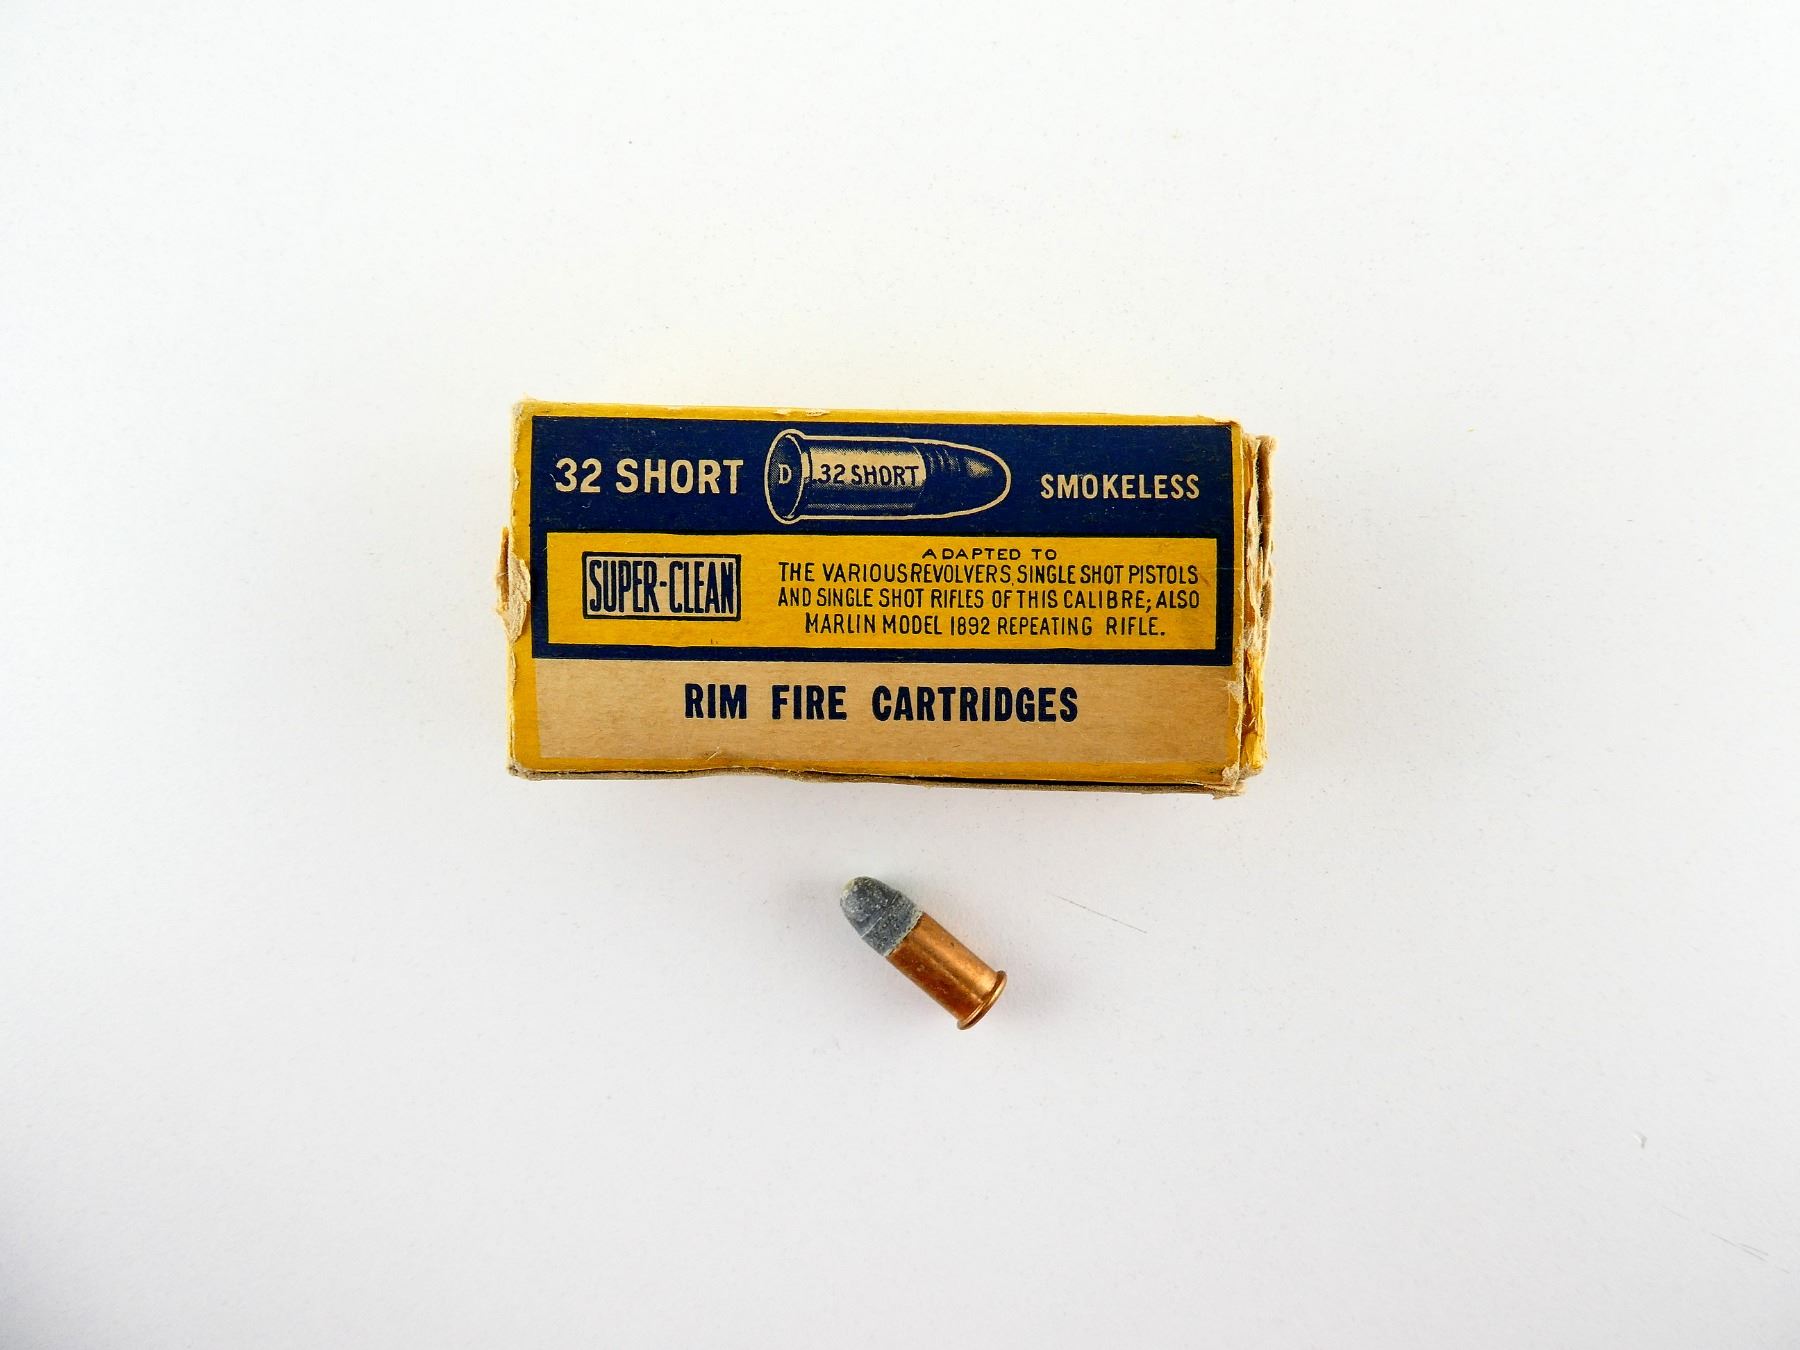 32 SHORT D .32 SHORT SMOKELESS
SUPER-CLEAN
ADAPTED TO
THE VARIOUS REVOLVERS, SINGLE SHOT PISTOLS
AND SINGLE SHOT RIFLES OF THIS CALIBRE; ALSO
MARLIN MODEL 1892 REPEATING RIFLE.
RIM FIRE CARTRIDGES